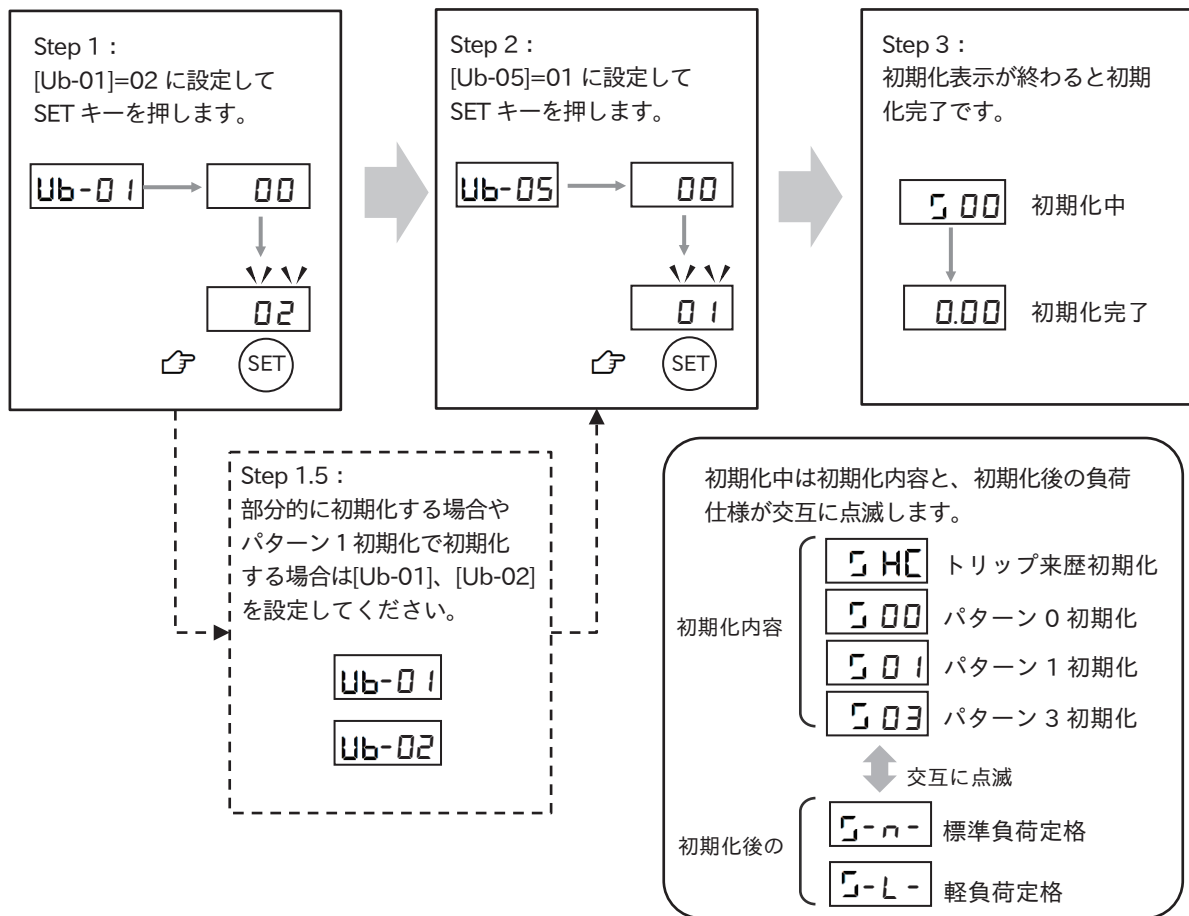 Step 1：
[Ub-01]=02 に設定して
SET キーを押します。
Ub-01
00
02
SET
Step 2：
[Ub-05]=01 に設定して
SET キーを押します。
Ub-05
00
01
SET
Step 3：
初期化表示が終わると初期
化完了です。
5 00 初期化中
0.00 初期化完了
Step 1.5：
部分的に初期化する場合や
パターン 1 初期化で初期化
する場合は[Ub-01]、[Ub-02]
を設定してください。
Ub-01
Ub-02
初期化中は初期化内容と、初期化後の負荷
仕様が交互に点滅します。
初期化内容
5 HC トリップ来歴初期化
5 00 パターン 0 初期化
5 01 パターン 1 初期化
5 03 パターン 3 初期化
交互に点滅
初期化後の
5-n- 標準負荷定格
5-L- 軽負荷定格